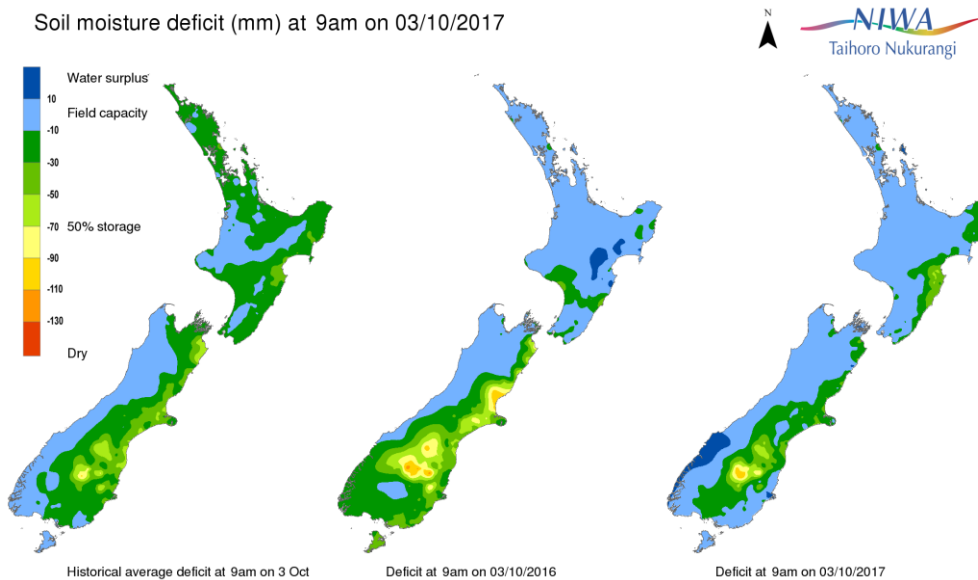 Soil moisture deficit (mm) at 9am on 03/10/2017
N
NIWA
Taihoro Nukurangi
Water surplus
10
Field capacity
-10
-30
-50
50% storage
-70
-90
-110
-130
Dry
Historical average deficit at 9am on 3 Oct
Deficit at 9am on 03/10/2016
Deficit at 9am on 03/10/2017